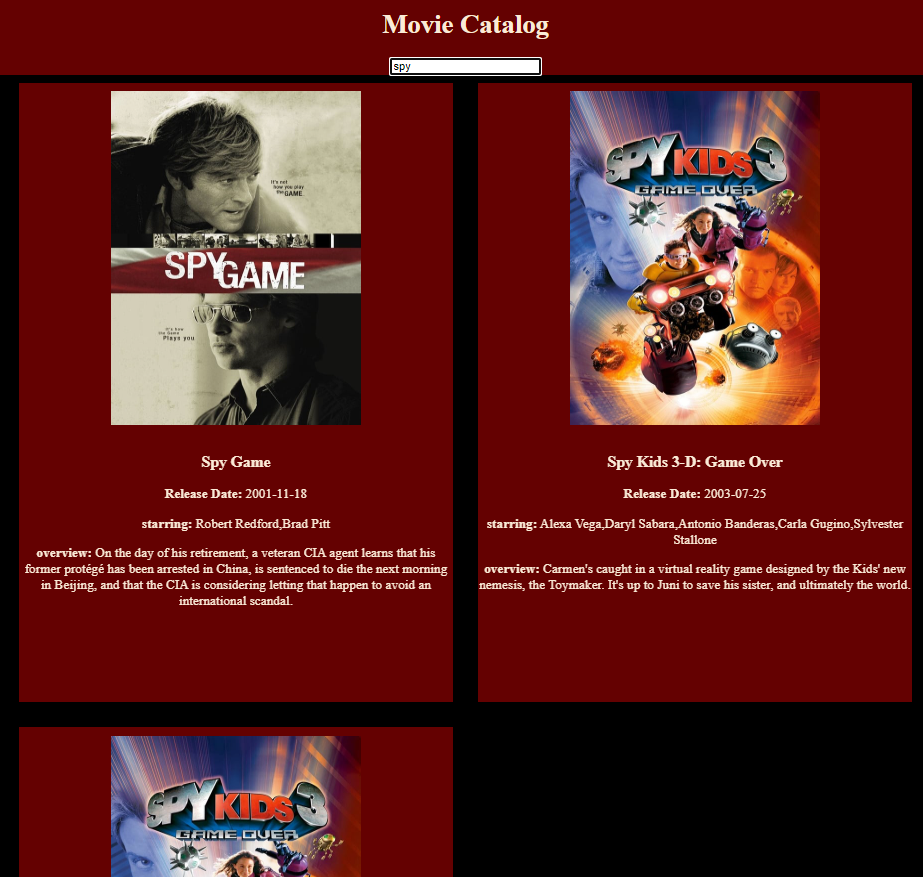 Movie Catalog
spy
It's not
how you play
the GAME.
SPY GAME
It's how
the Game
Plays you
SPY KIDS 3
GAME OVER
Spy Game
Release Date: 2001-11-18
starring: Robert Redford,Brad Pitt
overview: On the day of his retirement, a veteran CIA agent learns that his
former protégé has been arrested in China, is sentenced to die the next morning
in Beijing, and that the CIA is considering letting that happen to avoid an
international scandal.
Spy Kids 3-D: Game Over
Release Date: 2003-07-25
starring: Alexa Vega,Daryl Sabara,Antonio Banderas,Carla Gugino,Sylvester
Stallone
overview: Carmen's caught in a virtual reality game designed by the Kids' new
nemesis, the Toymaker. It's up to Juni to save his sister, and ultimately the world.
SPY KIDS 3
GAME OVER